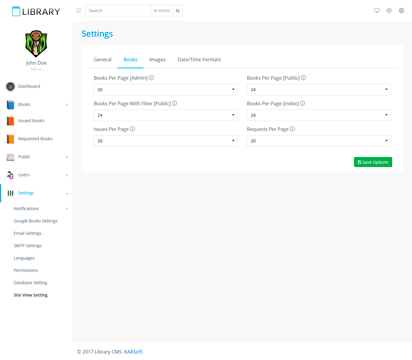 LIBRARY
Search
BY BOOKS
John Doe
Dashboard
Books
Issued Books
Requested Books
Public
Users
Settings
Notifications
Google Books Settings
Email Settings
SMTP Settings
Languages
Permissions
Database Setting
Site View Setting
Settings
General Books Images Date/Time Formats
Books Per Page [Admin] Books Per Page [Public]
20 24
Books Per Page With Filter [Public] Books Per Page [Index]
24 24
Issues Per Page Requests Per Page
20 20
Save Options
© 2017 Library CMS. KAASoft.